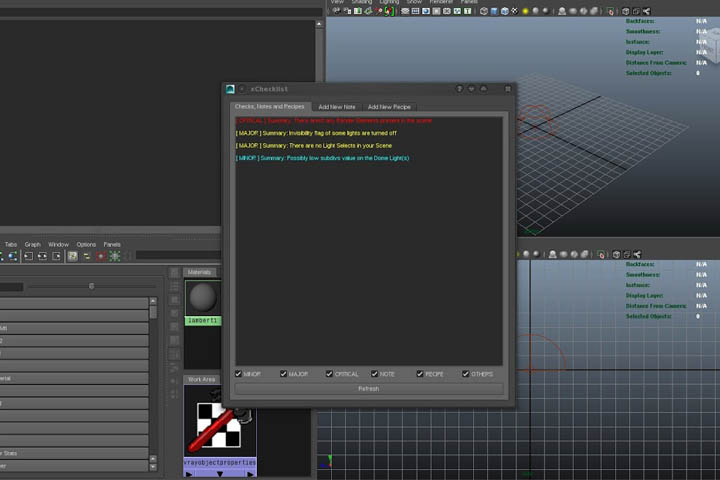 View Shading Lighting Show Renderer Panels
Backfaces: N/A
Smoothness: N/A
Instance: N/A
Display Layer: N/A
Distance From Camera: N/A
Selected Objects: 0
xChecklist
Checks, Notes and Recipes Add New Note Add New Recipe
[ CRITICAL ] Summary: There arent any Render Elements present in the scene
[ MAJOR ] Summary: Invisibility flag of some lights are turned off
[ MAJOR ] Summary: There are no Light Selects in your Scene
[ MINOR ] Summary: Possibly low subdivs value on the Dome Light(s)
MINOR MAJOR CRITICAL NOTE RECIPE OTHERS
Refresh
Tabs Graph Window Options Panels
Materials
lambert1
Work Area
vrayobjectproperties
Backfaces: N/A
Smoothness: N/A
Instance: N/A
Display Layer: N/A
Distance From Camera: N/A
Selected Objects: 0